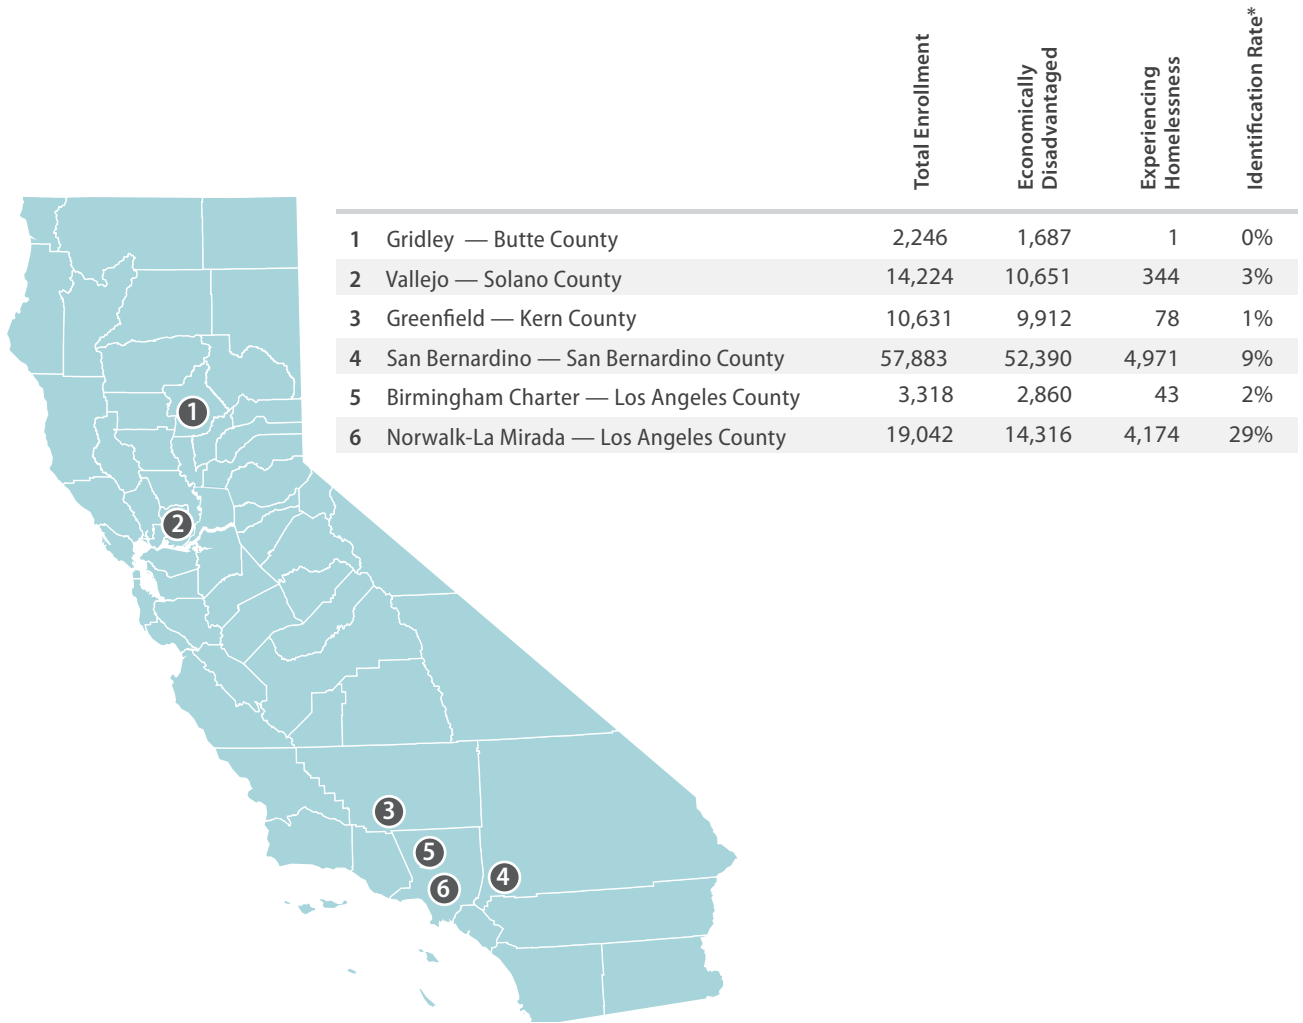 Total Enrollment
Economically
Disadvantaged
Experiencing
Homelessness
Identification Rate*
1 Gridley — Butte County 2,246 1,687 1 0%
2 Vallejo — Solano County 14,224 10,651 344 3%
3 Greenfield — Kern County 10,631 9,912 78 1%
4 San Bernardino — San Bernardino County 57,883 52,390 4,971 9%
5 Birmingham Charter — Los Angeles County 3,318 2,860 43 2%
6 Norwalk-La Mirada — Los Angeles County 19,042 14,316 4,174 29%
1
2
3
5
4
6